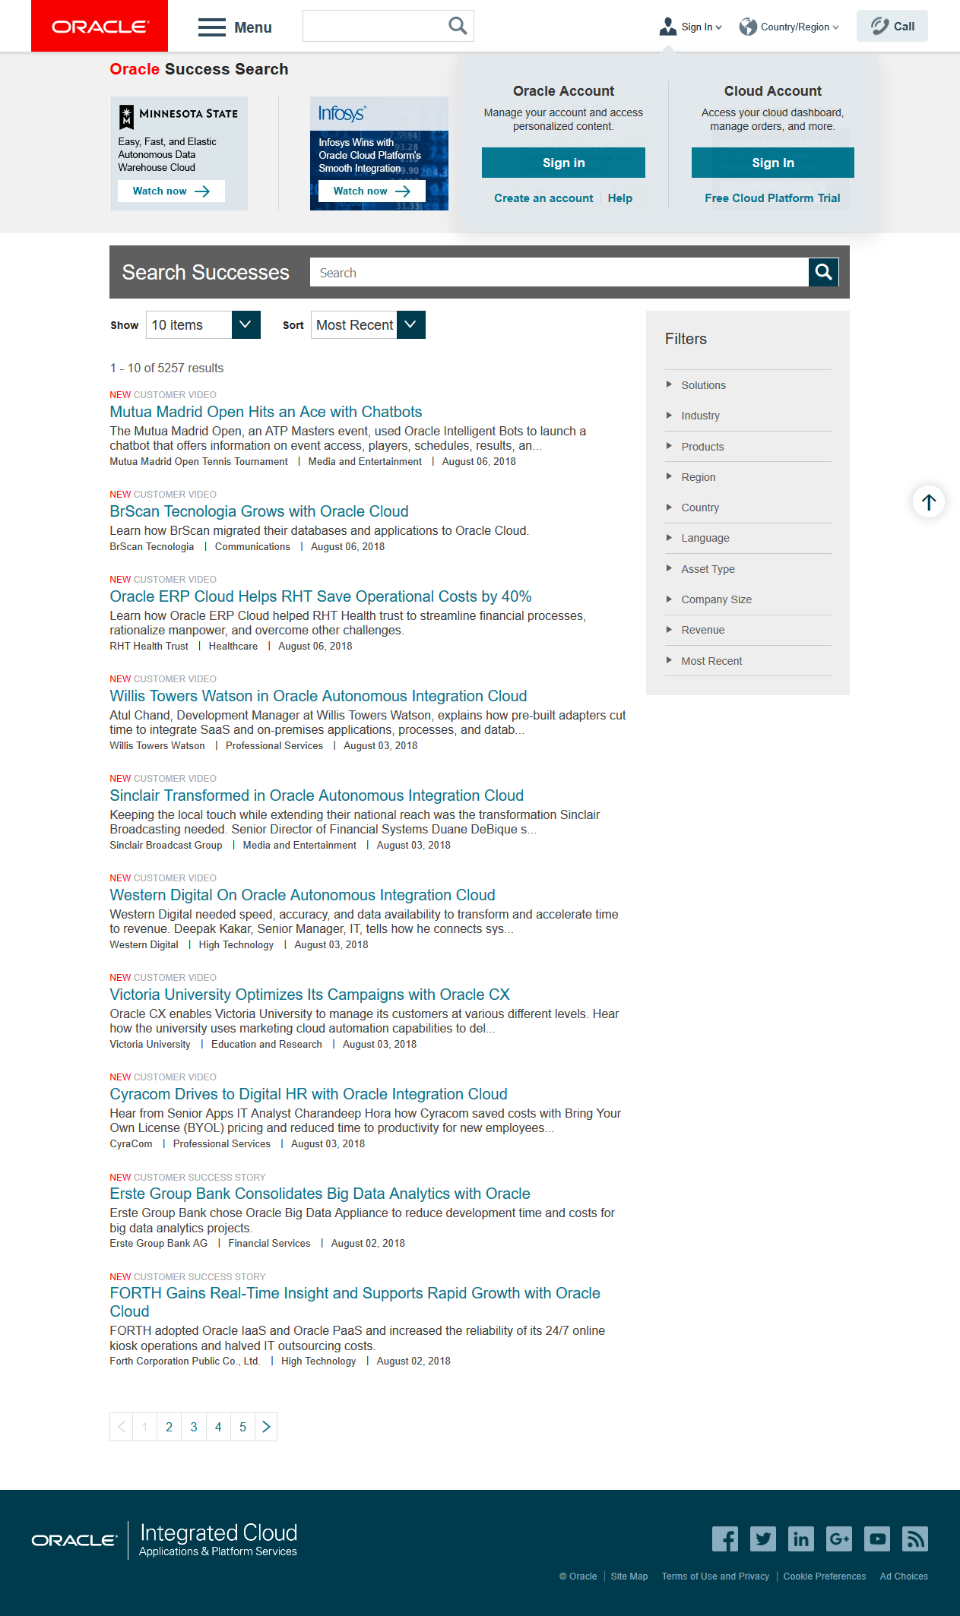 ORACLE
Menu
Sign In
Country/Region
Call
Oracle Success Search
MINNESOTA STATE
Easy, Fast, and Elastic
Autonomous Data
Warehouse Cloud
Watch now
Infosys
Infosys Wins with
Oracle Cloud Platform's
Smooth Integration
Watch now
Oracle Account
Manage your account and access
personalized content.
Sign in
Create an account
Help
Cloud Account
Access your cloud dashboard,
manage orders, and more.
Sign In
Free Cloud Platform Trial
Search Successes
Search
Show 10 items Sort Most Recent
1 - 10 of 5257 results
NEW CUSTOMER VIDEO
Mutua Madrid Open Hits an Ace with Chatbots
The Mutua Madrid Open, an ATP Masters event, used Oracle Intelligent Bots to launch a
chatbot that offers information on event access, players, schedules, results, an...
Mutua Madrid Open Tennis Tournament | Media and Entertainment | August 06, 2018
NEW CUSTOMER VIDEO
BrScan Tecnologia Grows with Oracle Cloud
Learn how BrScan migrated their databases and applications to Oracle Cloud.
BrScan Tecnologia | Communications | August 06, 2018
NEW CUSTOMER VIDEO
Oracle ERP Cloud Helps RHT Save Operational Costs by 40%
Learn how Oracle ERP Cloud helped RHT Health trust to streamline financial processes,
rationalize manpower, and overcome other challenges.
RHT Health Trust | Healthcare | August 06, 2018
NEW CUSTOMER VIDEO
Willis Towers Watson in Oracle Autonomous Integration Cloud
Atul Chand, Development Manager at Willis Towers Watson, explains how pre-built adapters cut
time to integrate SaaS and on-premises applications, processes, and datab...
Willis Towers Watson | Professional Services | August 03, 2018
NEW CUSTOMER VIDEO
Sinclair Transformed in Oracle Autonomous Integration Cloud
Keeping the local touch while extending their national reach was the transformation Sinclair
Broadcasting needed. Senior Director of Financial Systems Duane DeBique s...
Sinclair Broadcast Group | Media and Entertainment | August 03, 2018
NEW CUSTOMER VIDEO
Western Digital On Oracle Autonomous Integration Cloud
Western Digital needed speed, accuracy, and data availability to transform and accelerate time
to revenue. Deepak Kakar, Senior Manager, IT, tells how he connects sys...
Western Digital | High Technology | August 03, 2018
NEW CUSTOMER VIDEO
Victoria University Optimizes Its Campaigns with Oracle CX
Oracle CX enables Victoria University to manage its customers at various different levels. Hear
how the university uses marketing cloud automation capabilities to del...
Victoria University | Education and Research | August 03, 2018
NEW CUSTOMER VIDEO
Cyracom Drives to Digital HR with Oracle Integration Cloud
Hear from Senior Apps IT Analyst Charandeep Hora how Cyracom saved costs with Bring Your
Own License (BYOL) pricing and reduced time to productivity for new employees...
CyraCom | Professional Services | August 03, 2018
NEW CUSTOMER SUCCESS STORY
Erste Group Bank Consolidates Big Data Analytics with Oracle
Erste Group Bank chose Oracle Big Data Appliance to reduce development time and costs for
big data analytics projects.
Erste Group Bank AG | Financial Services | August 02, 2018
NEW CUSTOMER SUCCESS STORY
FORTH Gains Real-Time Insight and Supports Rapid Growth with Oracle
Cloud
FORTH adopted Oracle IaaS and Oracle PaaS and increased the reliability of its 24/7 online
kiosk operations and halved IT outsourcing costs.
Forth Corporation Public Co., Ltd. | High Technology | August 02, 2018
Filters
Solutions
Industry
Products
Region
Country
Language
Asset Type
Company Size
Revenue
Most Recent
1 2 3 4 5
ORACLE
Integrated Cloud
Applications & Platform Services
© Oracle | Site Map Terms of Use and Privacy | Cookie Preferences Ad Choices